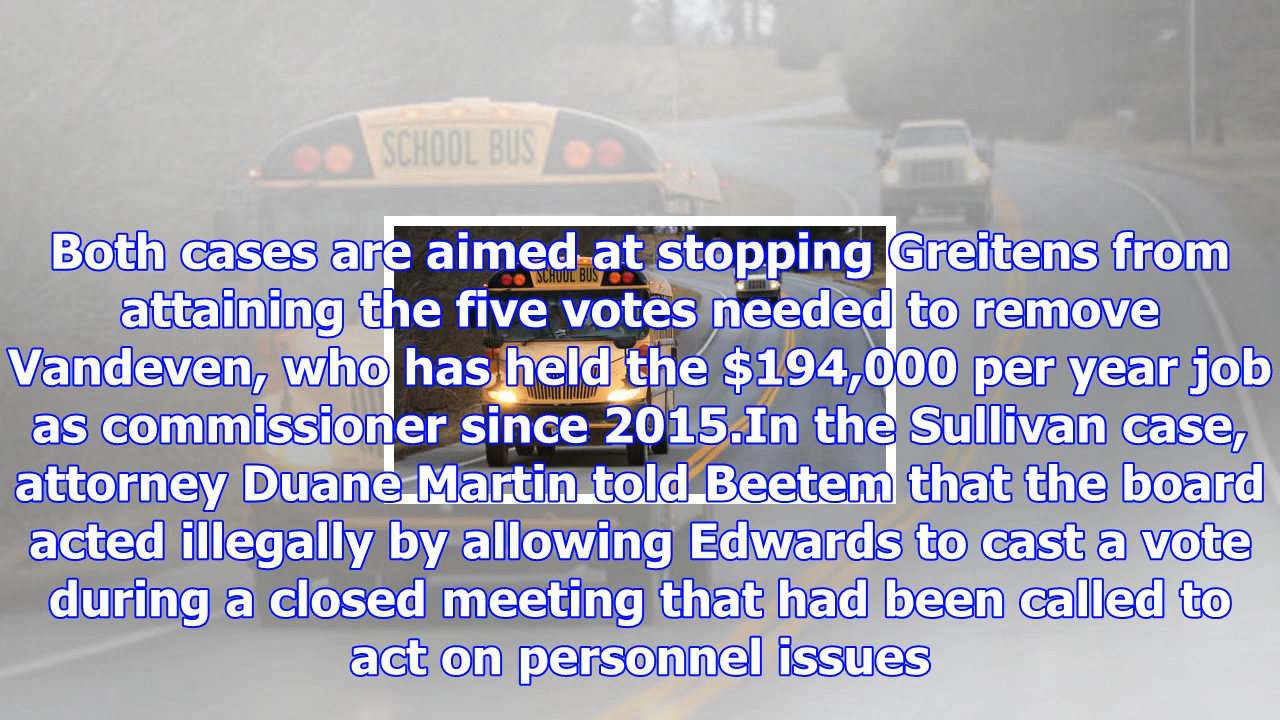 SCHOOL BUS
SCHOOL BUS
Both cases are aimed at stopping Greitens from
attaining the five votes needed to remove
Vandeven, who has held the $194,000 per year job
as commissioner since 2015.In the Sullivan case,
attorney Duane Martin told Beetem that the board
acted illegally by allowing Edwards to cast a vote
during a closed meeting that had been called to
act on personnel issues